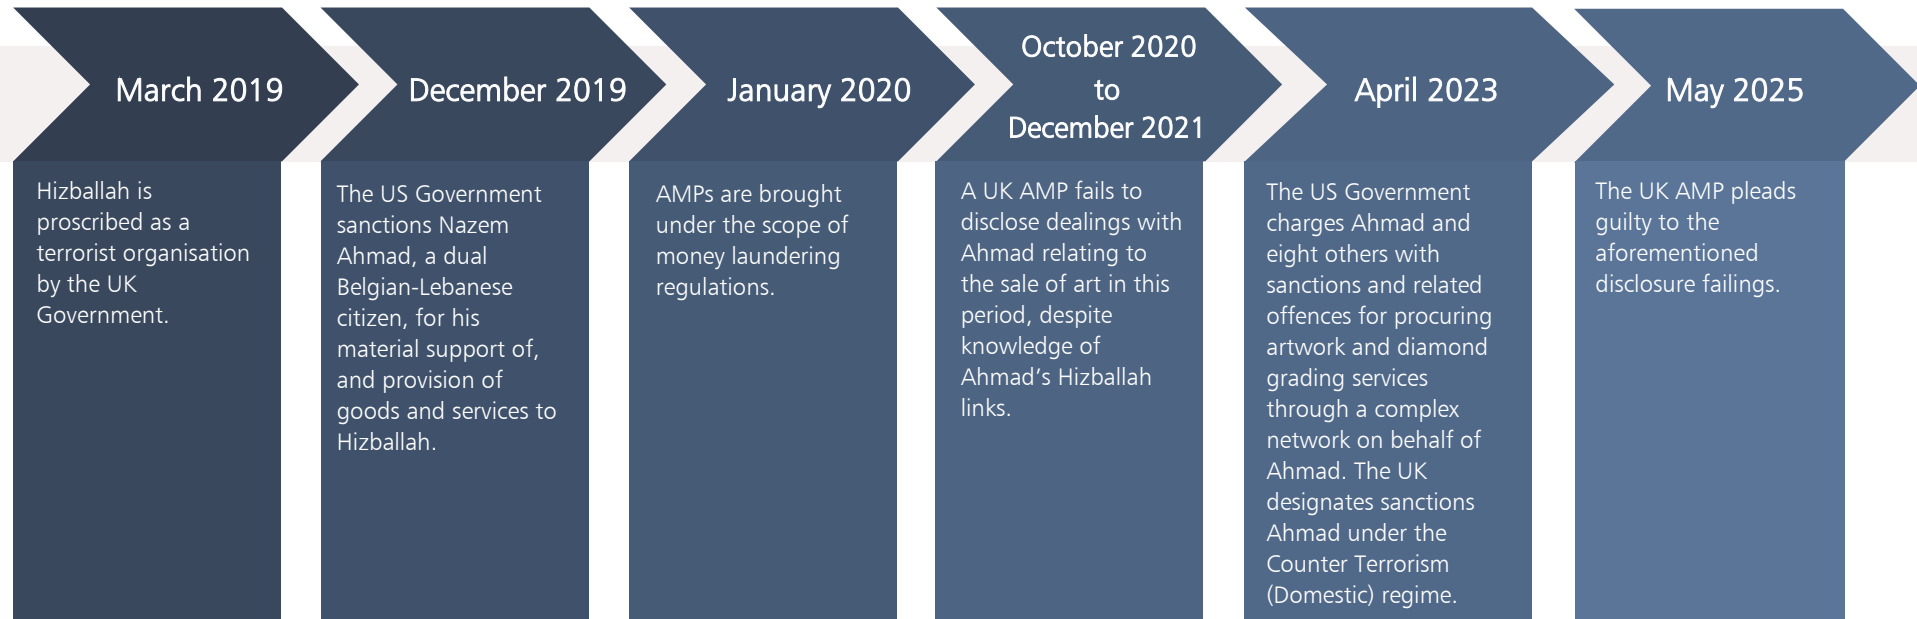 March 2019
Hizballah is
proscribed as a
terrorist organisation
by the UK
Government.
December 2019
The US Government
sanctions Nazem
Ahmad, a dual
Belgian-Lebanese
citizen, for his
material support of,
and provision of
goods and services to
Hizballah.
January 2020
AMPs are brought
under the scope of
money laundering
regulations.
October 2020
to
December 2021
A UK AMP fails to
disclose dealings with
Ahmad relating to
the sale of art in this
period, despite
knowledge of
Ahmad's Hizballah
links.
April 2023
The US Government
charges Ahmad and
eight others with
sanctions and related
offences for procuring
artwork and diamond
grading services
through a complex
network on behalf of
Ahmad. The UK
designates sanctions
Ahmad under the
Counter Terrorism
(Domestic) regime.
May 2025
The UK AMP pleads
guilty to the
aforementioned
disclosure failings.